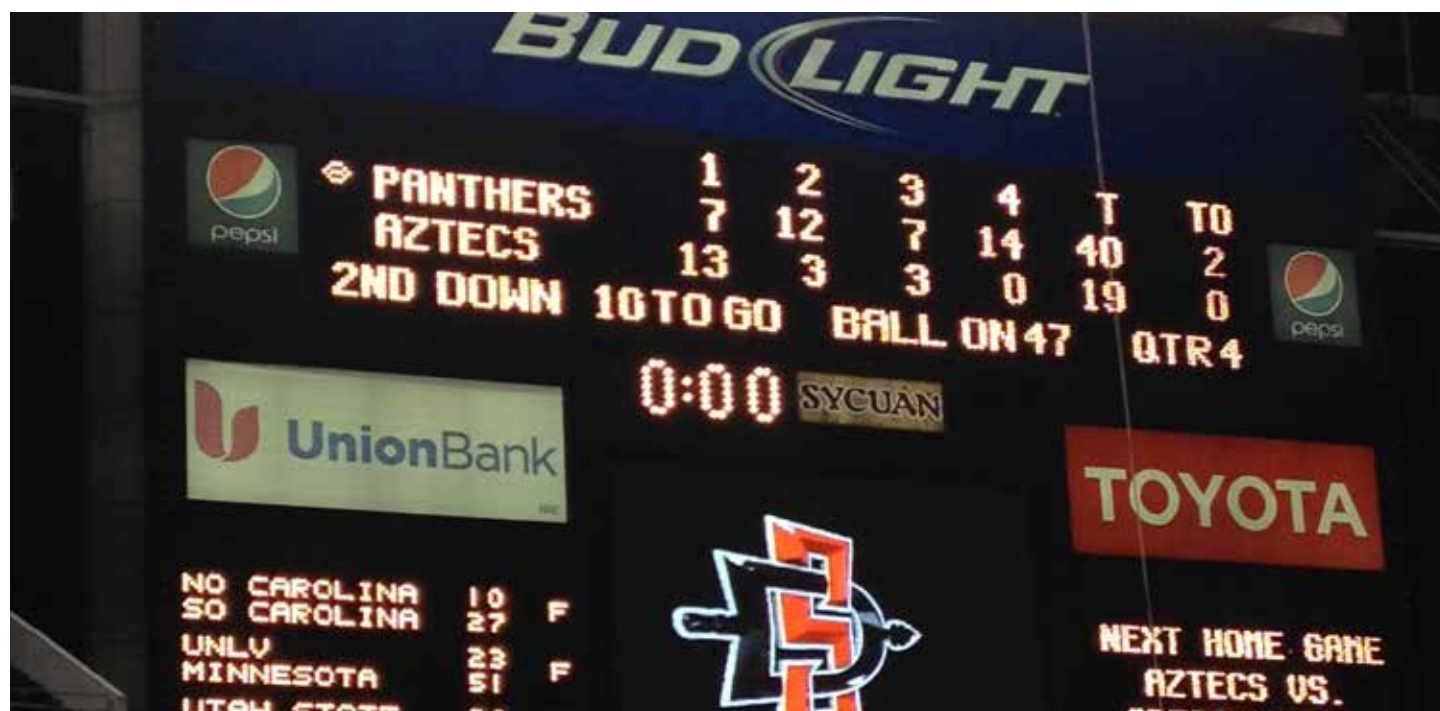 BUD LIGHT
pepsi
1 2 3 4 T TO
PANTHERS 7 12 7 14 40 2
AZTECS 13 3 3 0 19 0
2ND DOWN 10 TO GO BALL ON 47 QTR 4
pepsi
0:00 SYCUAN
UnionBank
TOYOTA
NO CAROLINA 10
SO CAROLINA 27 F
UNLV 23
MINNESOTA 51 F
UTAH STATE
NEXT HOME GAME
AZTECS VS.